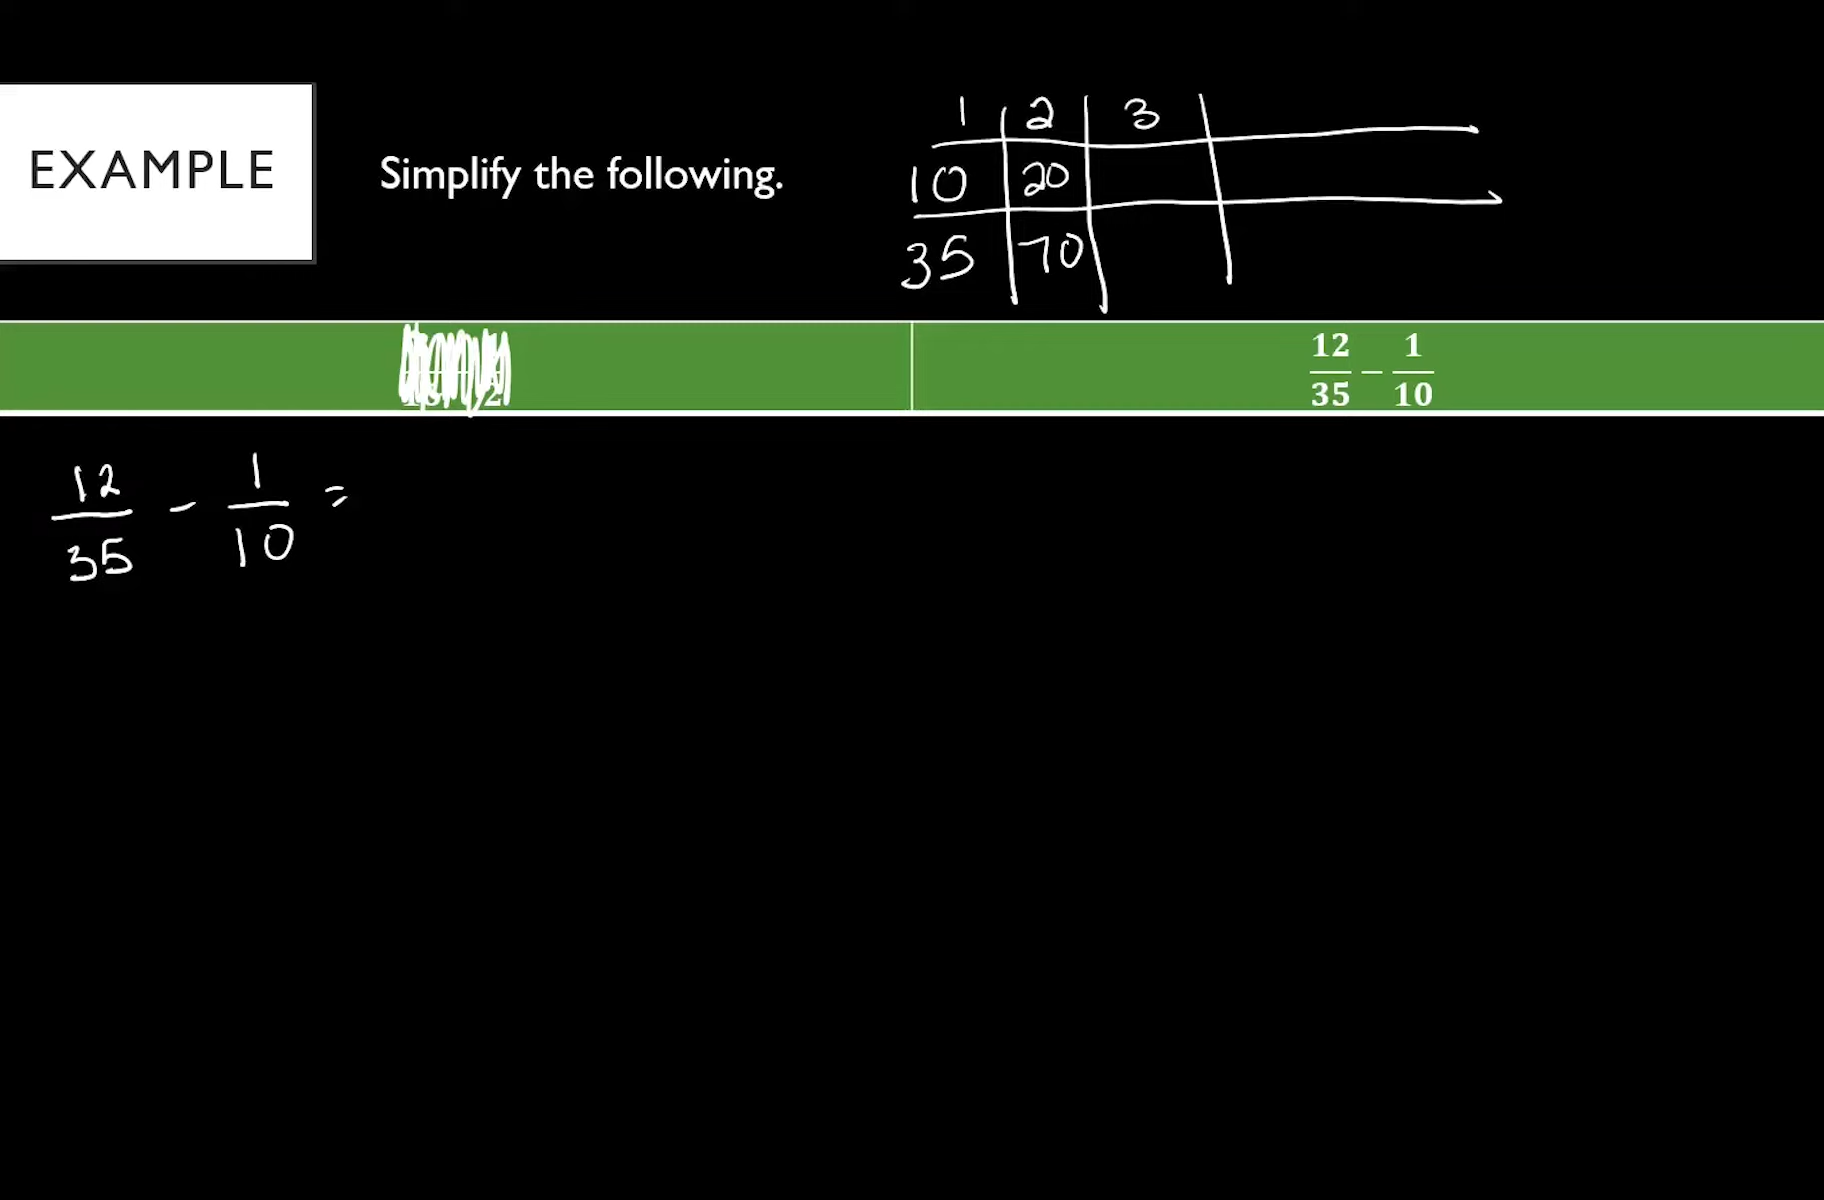 EXAMPLE
Simplify the following.
1 2 3
10 20
35 70
12/35 − 1/10
12/35 - 1/10 =